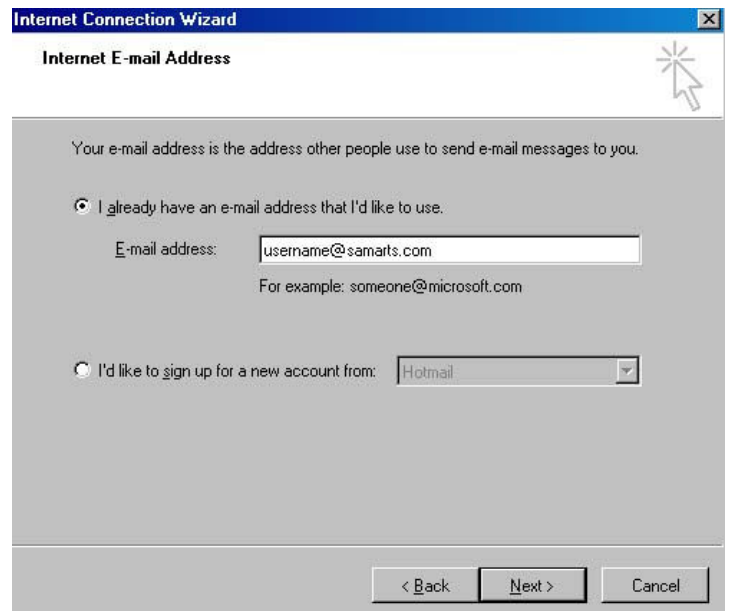 Internet Connection Wizard
Internet E-mail Address
Your e-mail address is the address other people use to send e-mail messages to you.
I already have an e-mail address that I'd like to use.
E-mail address: username@samarts.com
For example: someone@microsoft.com
I'd like to sign up for a new account from: Hotmail
< Back Next > Cancel